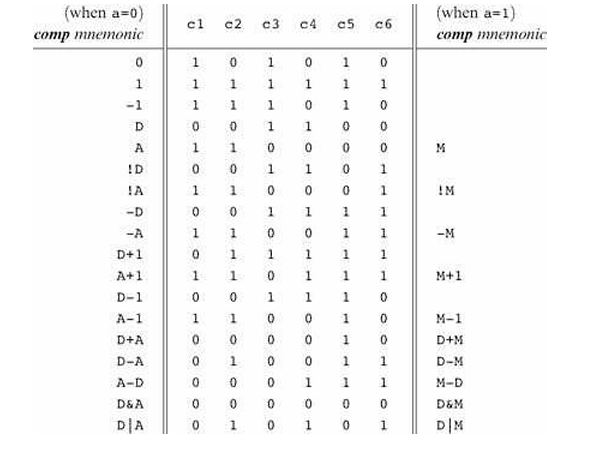 (when a=0) (when a=1)
comp mnemonic c1 c2 c3 c4 c5 c6 comp mnemonic
0 1 0 1 0 1 0
1 1 1 1 1 1 1
-1 1 1 1 0 1 0
D 0 0 1 1 0 0
A 1 1 0 0 0 0 M
!D 0 0 1 1 0 1
!A 1 1 0 0 0 1 !M
-D 0 0 1 1 1 1
-A 1 1 0 0 1 1 -M
D+1 0 1 1 1 1 1
A+1 1 1 0 1 1 1 M+1
D-1 0 0 1 1 1 0
A-1 1 1 0 0 1 0 M-1
D+A 0 0 0 0 1 0 D+M
D-A 0 1 0 0 1 1 D-M
A-D 0 0 0 1 1 1 M-D
D&A 0 0 0 0 0 0 D&M
D|A 0 1 0 1 0 1 D|M